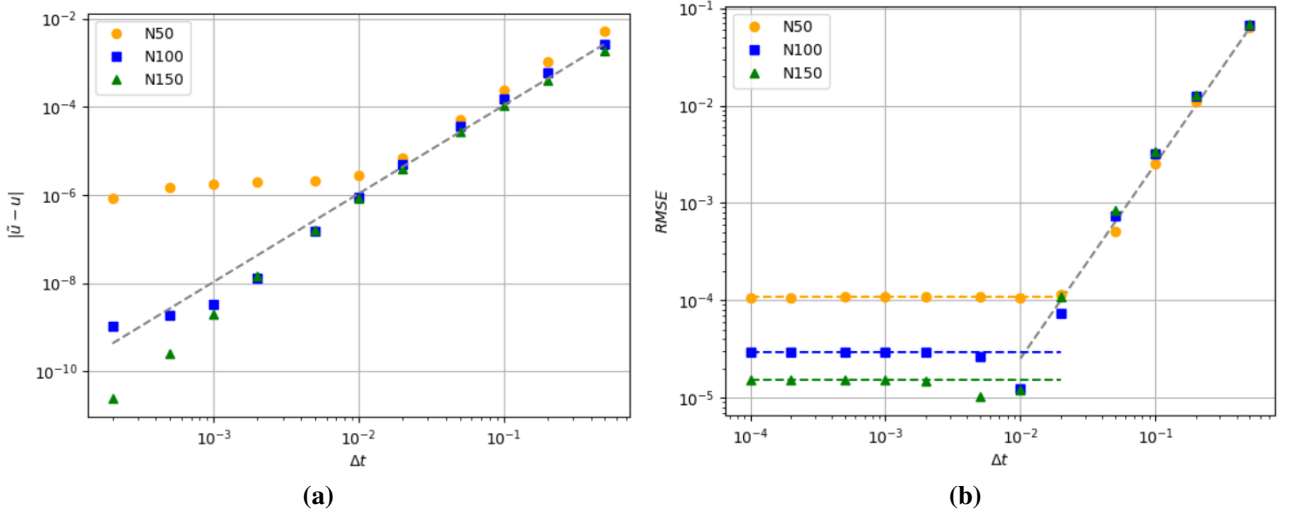 10⁻²
10⁻⁴
10⁻⁶
10⁻⁸
10⁻¹⁰
|ũ − u|
N50
N100
N150
10⁻³
10⁻²
10⁻¹
Δt
(a)
10⁻¹
10⁻²
10⁻³
10⁻⁴
10⁻⁵
RMSE
N50
N100
N150
10⁻⁴
10⁻³
10⁻²
10⁻¹
Δt
(b)